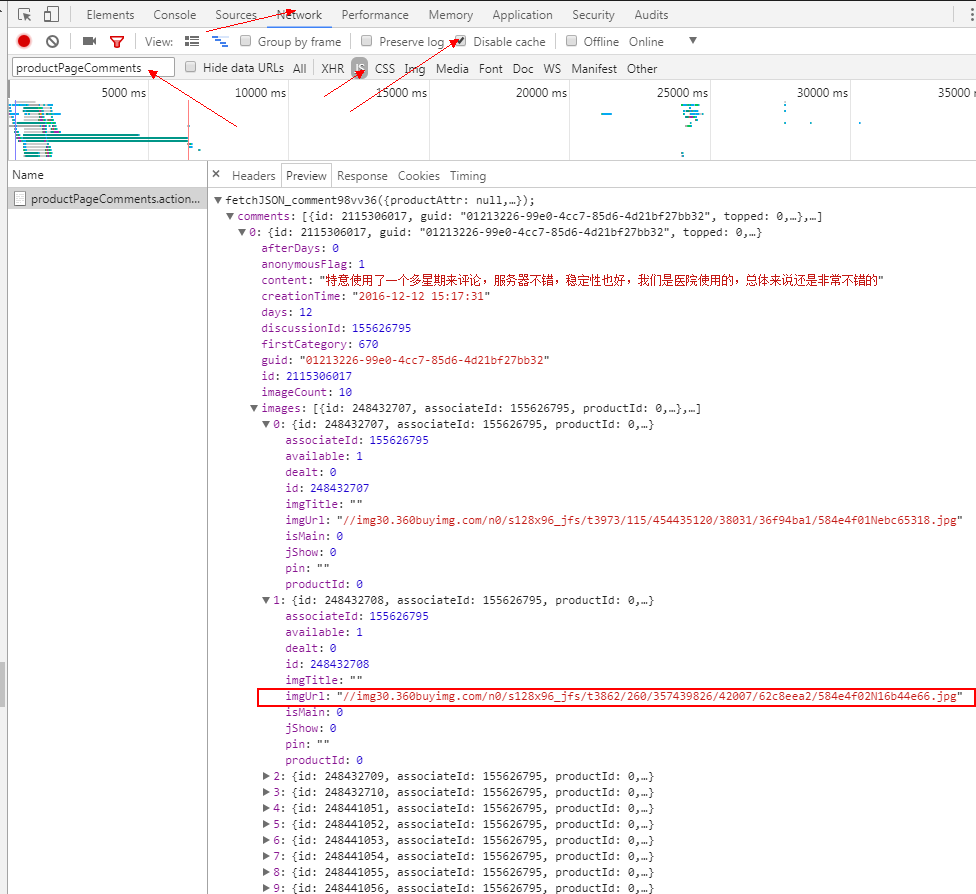 Elements Console Sources Network Performance Memory Application Security Audits
View: Group by frame Preserve log Disable cache Offline Online
productPageComments Hide data URLs All XHR JS CSS Img Media Font Doc WS Manifest Other
5000 ms 10000 ms 15000 ms 20000 ms 25000 ms 30000 ms 35000 m
Name
× Headers Preview Response Cookies Timing
productPageComments.action...
▼fetchJSON_comment98vv36({productAttr: null,…});
▼comments: [{id: 2115306017, guid: "01213226-99e0-4cc7-85d6-4d21bf27bb32", topped: 0,…},…]
▼0: {id: 2115306017, guid: "01213226-99e0-4cc7-85d6-4d21bf27bb32", topped: 0,…}
afterDays: 0
anonymousFlag: 1
content: "特意使用了一个多星期来评论，服务器不错，稳定性也好，我们是医院使用的，总体来说还是非常不错的"
creationTime: "2016-12-12 15:17:31"
days: 12
discussionId: 155626795
firstCategory: 670
guid: "01213226-99e0-4cc7-85d6-4d21bf27bb32"
id: 2115306017
imageCount: 10
▼images: [{id: 248432707, associateId: 155626795, productId: 0,…},…]
▼0: {id: 248432707, associateId: 155626795, productId: 0,…}
associateId: 155626795
available: 1
dealt: 0
id: 248432707
imgTitle: ""
imgUrl: "//img30.360buyimg.com/n0/s128x96_jfs/t3973/115/454435120/38031/36f94ba1/584e4f01Nebc65318.jpg"
isMain: 0
jShow: 0
pin: ""
productId: 0
▼1: {id: 248432708, associateId: 155626795, productId: 0,…}
associateId: 155626795
available: 1
dealt: 0
id: 248432708
imgTitle: ""
imgUrl: "//img30.360buyimg.com/n0/s128x96_jfs/t3862/260/357439826/42007/62c8eea2/584e4f02N16b44e66.jpg"
isMain: 0
jShow: 0
pin: ""
productId: 0
▶2: {id: 248432709, associateId: 155626795, productId: 0,…}
▶3: {id: 248432710, associateId: 155626795, productId: 0,…}
▶4: {id: 248441051, associateId: 155626795, productId: 0,…}
▶5: {id: 248441052, associateId: 155626795, productId: 0,…}
▶6: {id: 248441053, associateId: 155626795, productId: 0,…}
▶7: {id: 248441054, associateId: 155626795, productId: 0,…}
▶8: {id: 248441055, associateId: 155626795, productId: 0,…}
▶9: {id: 248441056, associateId: 155626795, productId: 0,…}